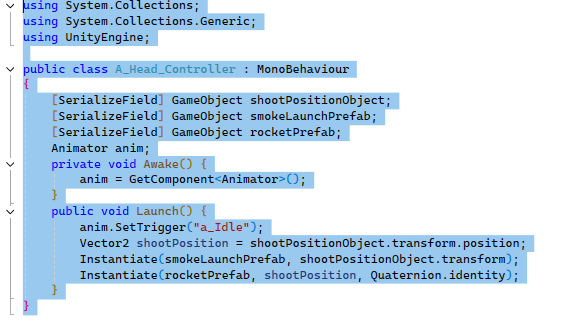 using System.Collections;
using System.Collections.Generic;
using UnityEngine;
public class A_Head_Controller : MonoBehaviour
{
[SerializeField] GameObject shootPositionObject;
[SerializeField] GameObject smokeLaunchPrefab;
[SerializeField] GameObject rocketPrefab;
Animator anim;
private void Awake() {
anim = GetComponent<Animator>();
}
public void Launch() {
anim.SetTrigger("a_Idle");
Vector2 shootPosition = shootPositionObject.transform.position;
Instantiate(smokeLaunchPrefab, shootPositionObject.transform);
Instantiate(rocketPrefab, shootPosition, Quaternion.identity);
}
}